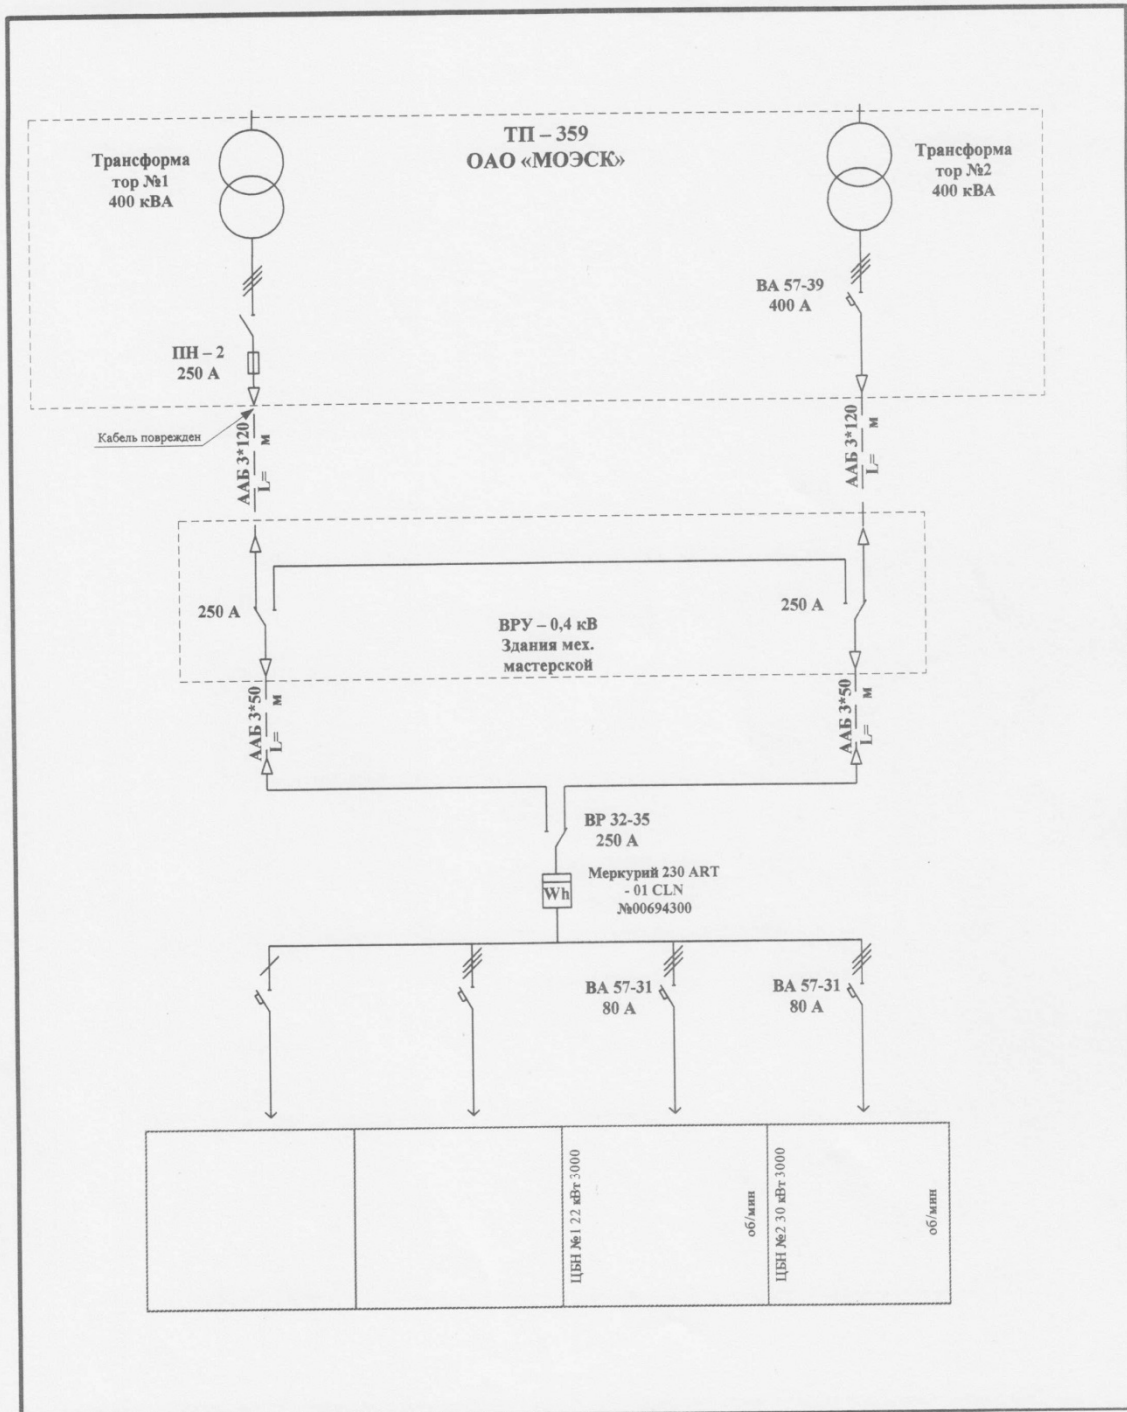 ТП – 359
ОАО «МОЭСК»
Трансформа
тор №1
400 кВА
Трансформа
тор №2
400 кВА
ВА 57-39
400 А
ПН – 2
250 А
Кабель поврежден
ААБ 3*120
L= м
ААБ 3*120
L= м
250 А
250 А
ВРУ – 0,4 кВ
Здания мех.
мастерской
ААБ 3*50
L= м
ААБ 3*50
L= м
ВР 32-35
250 А
Wh
Меркурий 230 ART
- 01 CLN
№00694300
ВА 57-31
80 А
ВА 57-31
80 А
ЦБН №1 22 кВт 3000
об/мин
ЦБН №2 30 кВт 3000
об/мин